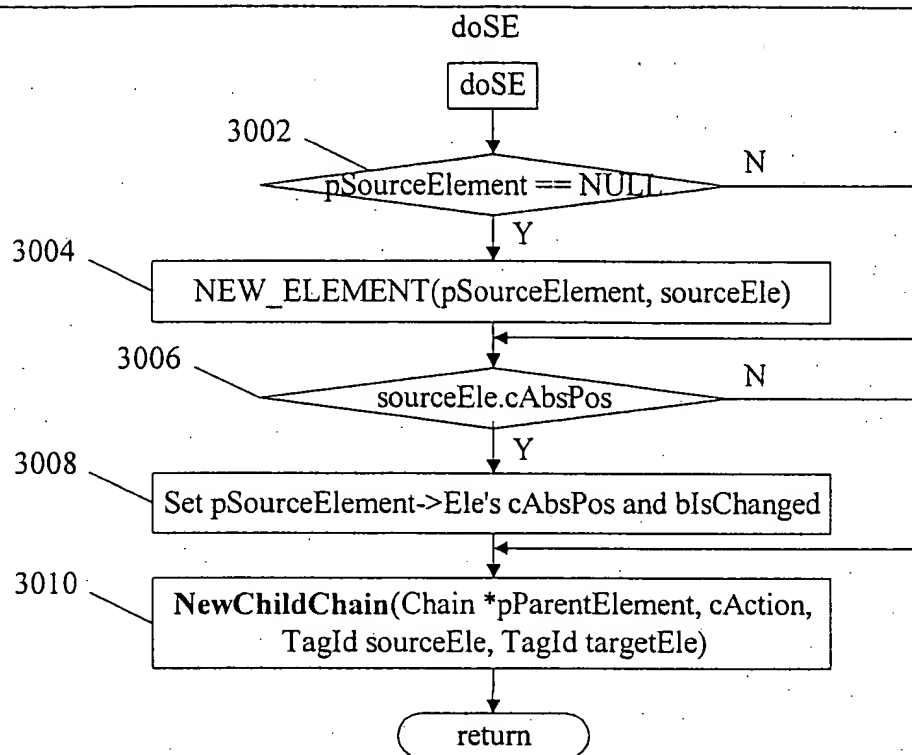 doSE
doSE
3002
pSourceElement == NULL
N
Y
3004
NEW_ELEMENT(pSourceElement, sourceEle)
3006
sourceEle.cAbsPos
N
Y
3008
Set pSourceElement->Ele's cAbsPos and bIsChanged
3010
NewChildChain(Chain *pParentElement, cAction,
TagId sourceEle, TagId targetEle)
return